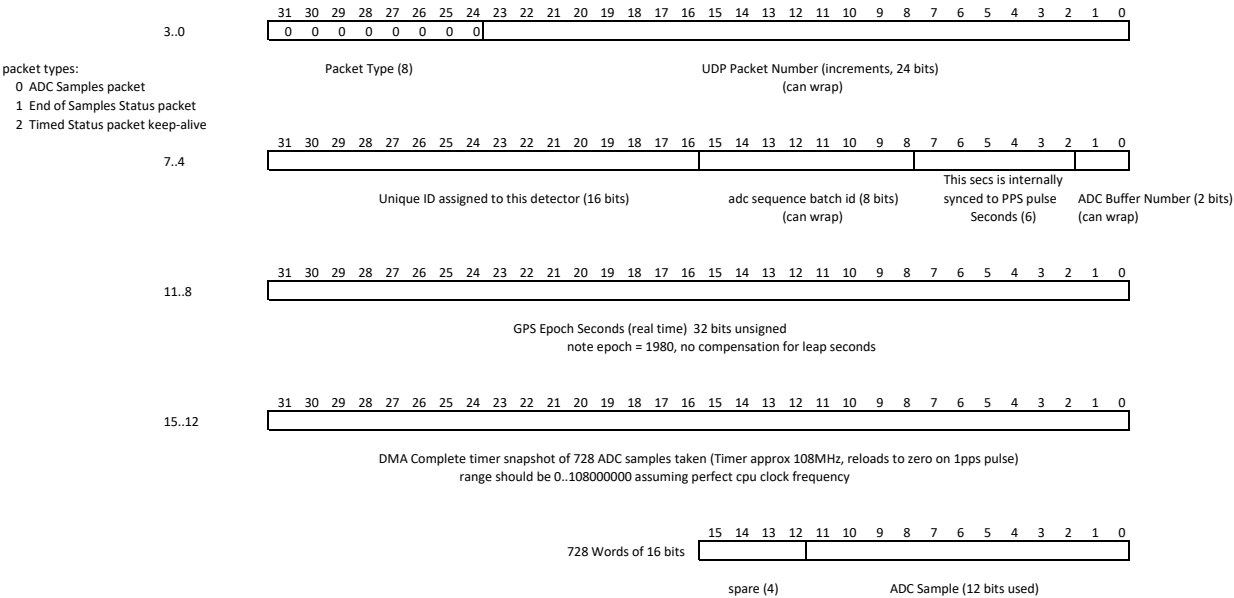 31 30 29 28 27 26 25 24 23 22 21 20 19 18 17 16 15 14 13 12 11 10 9 8 7 6 5 4 3 2 1 0
3..0 0 0 0 0 0 0 0 0
packet types: Packet Type (8) UDP Packet Number (increments, 24 bits)
0 ADC Samples packet (can wrap)
1 End of Samples Status packet
2 Timed Status packet keep-alive
31 30 29 28 27 26 25 24 23 22 21 20 19 18 17 16 15 14 13 12 11 10 9 8 7 6 5 4 3 2 1 0
7..4
This secs is internally
Unique ID assigned to this detector (16 bits) adc sequence batch id (8 bits) synced to PPS pulse ADC Buffer Number (2 bits)
(can wrap) Seconds (6) (can wrap)
31 30 29 28 27 26 25 24 23 22 21 20 19 18 17 16 15 14 13 12 11 10 9 8 7 6 5 4 3 2 1 0
11..8
GPS Epoch Seconds (real time) 32 bits unsigned
note epoch = 1980, no compensation for leap seconds
31 30 29 28 27 26 25 24 23 22 21 20 19 18 17 16 15 14 13 12 11 10 9 8 7 6 5 4 3 2 1 0
15..12
DMA Complete timer snapshot of 728 ADC samples taken (Timer approx 108MHz, reloads to zero on 1pps pulse)
range should be 0..108000000 assuming perfect cpu clock frequency
15 14 13 12 11 10 9 8 7 6 5 4 3 2 1 0
728 Words of 16 bits
spare (4) ADC Sample (12 bits used)